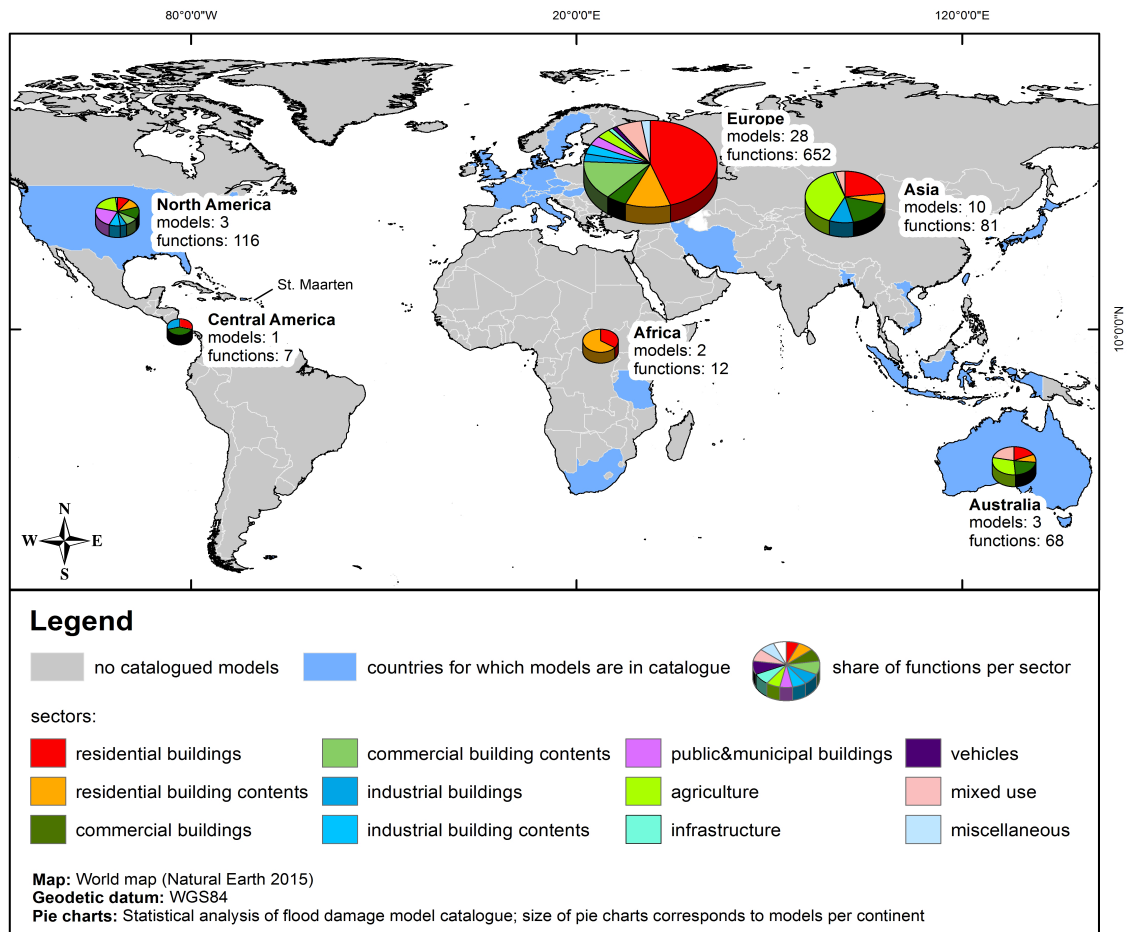 80°0'0"W
20°0'0"E
120°0'0"E
Europe
models: 28
functions: 652
Asia
models: 10
functions: 81
North America
models: 3
functions: 116
St. Maarten
Central America
models: 1
functions: 7
Africa
models: 2
functions: 12
10°0'0"N
Australia
models: 3
functions: 68
N
W
E
S
Legend
no catalogued models
countries for which models are in catalogue
share of functions per sector
sectors:
residential buildings
commercial building contents
public&municipal buildings
vehicles
residential building contents
industrial buildings
agriculture
mixed use
commercial buildings
industrial building contents
infrastructure
miscellaneous
Map: World map (Natural Earth 2015)
Geodetic datum: WGS84
Pie charts: Statistical analysis of flood damage model catalogue; size of pie charts corresponds to models per continent